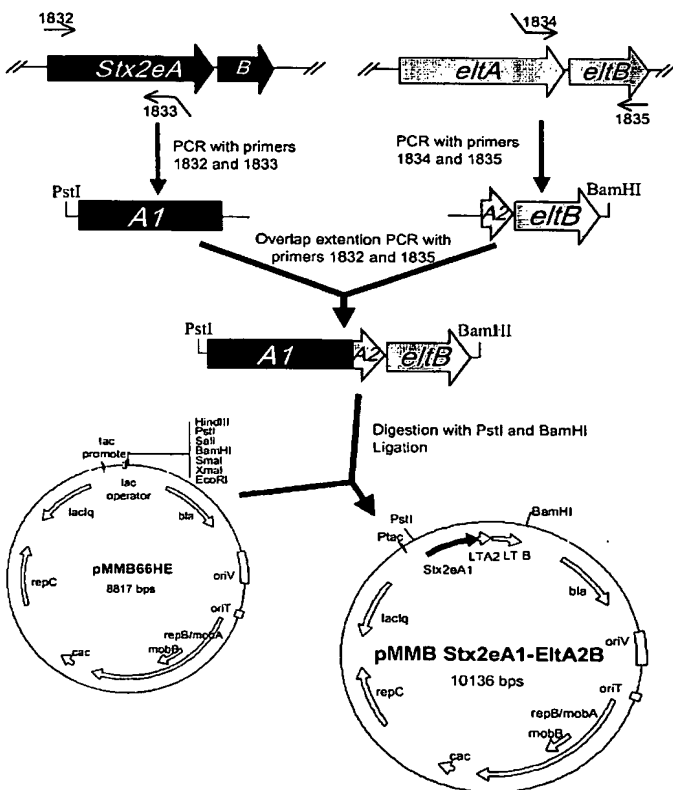 1832
1834
Stx2eA
B
eltA
eltB
1833
1835
PCR with primers
1832 and 1833
PCR with primers
1834 and 1835
PstI
A1
A2
eltB
BamHI
Overlap extention PCR with
primers 1832 and 1835
PstI
A1
A2
eltB
BamHI
Digestion with PstI and BamHI
Ligation
HindIII
PstI
SalI
BamHI
SmaI
XmaI
EcoRI
tac
promoter
lac
operator
lacIq
bla
pMMB66HE
8817 bps
repC
oriV
oriT
repB/mobA
mobB
cac
PstI
Ptac
BamHI
LTA2
LT B
Stx2eA1
bla
lacIq
pMMB Stx2eA1-EltA2B
10136 bps
oriV
oriT
repC
repB/mobA
mobB
cac